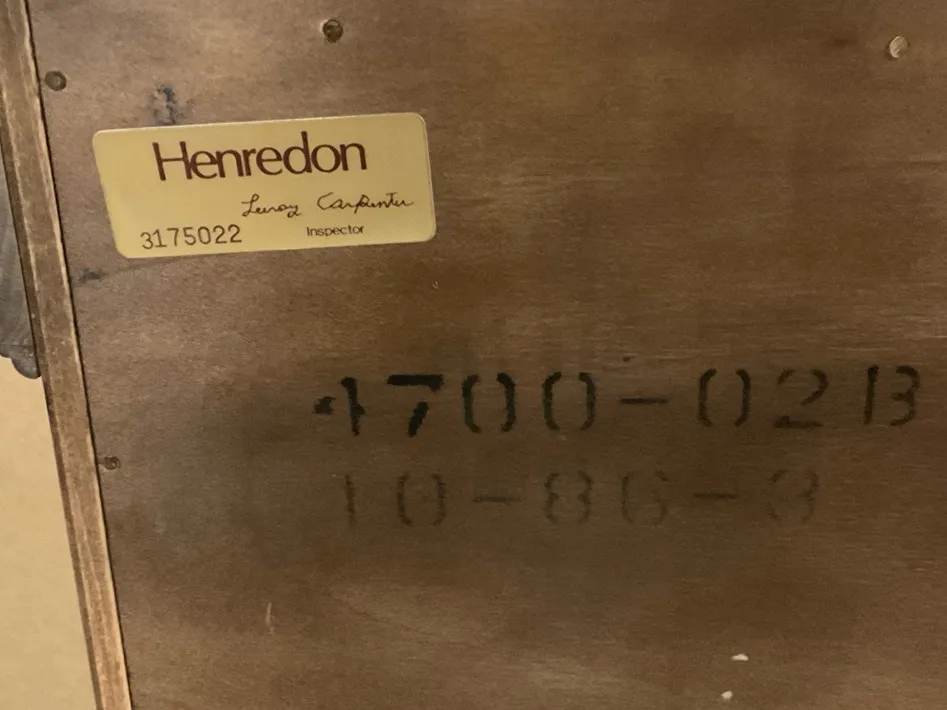 Henredon
Leroy Carpenter
3175022 Inspector
4700-02B
10-86-3